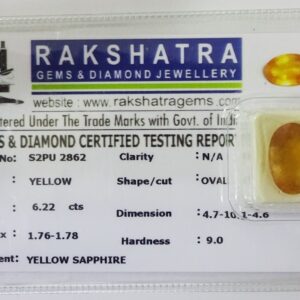 RAKSHATRA
GEMS & DIAMOND JEWELLERY
website : www.rakshatragems.com
tered Under The Trade Marks with Govt. of Indi
S & DIAMOND CERTIFIED TESTING REPORT
No : S2PU 2862 Clarity : N/A
: YELLOW Shape/cut : OVAL
: 6.22 cts Dimension : 4.7-10.1-4.6
x : 1.76-1.78 Hardness : 9.0
ent: YELLOW SAPPHIRE